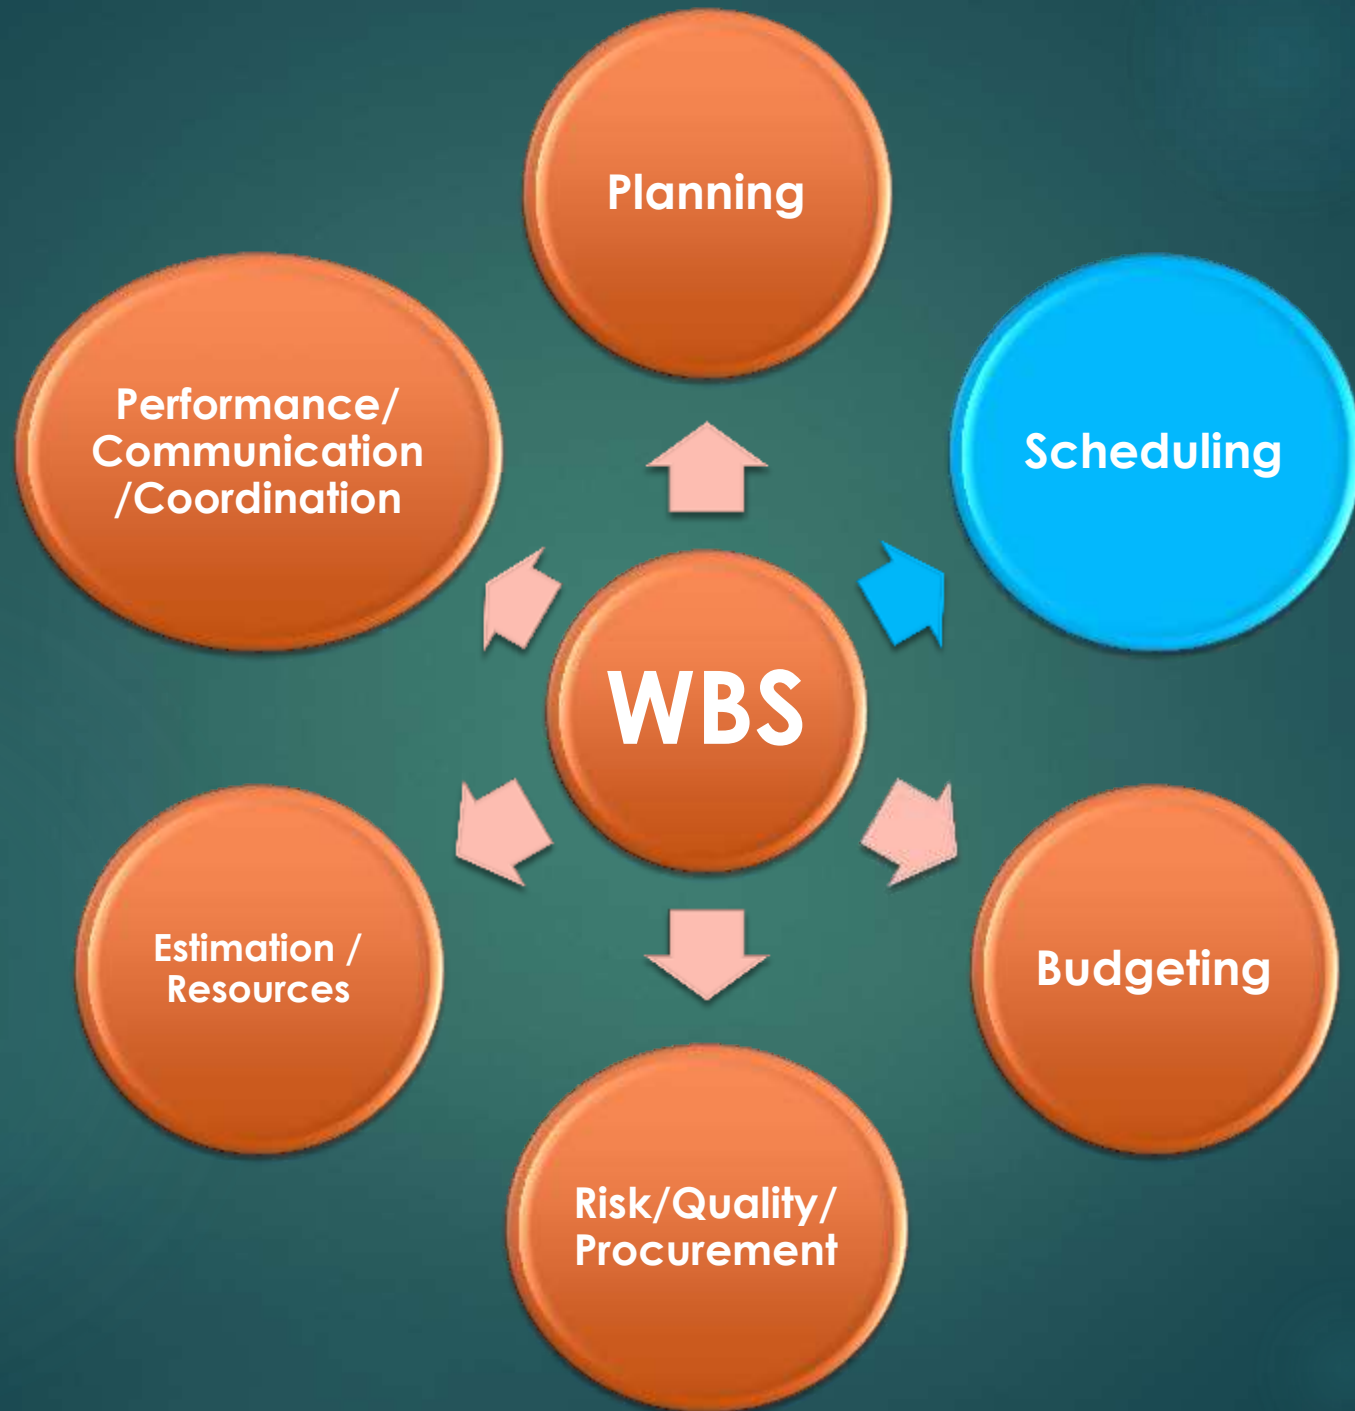 Planning
Performance/
Communication
/Coordination
Scheduling
WBS
Estimation /
Resources
Budgeting
Risk/Quality/
Procurement